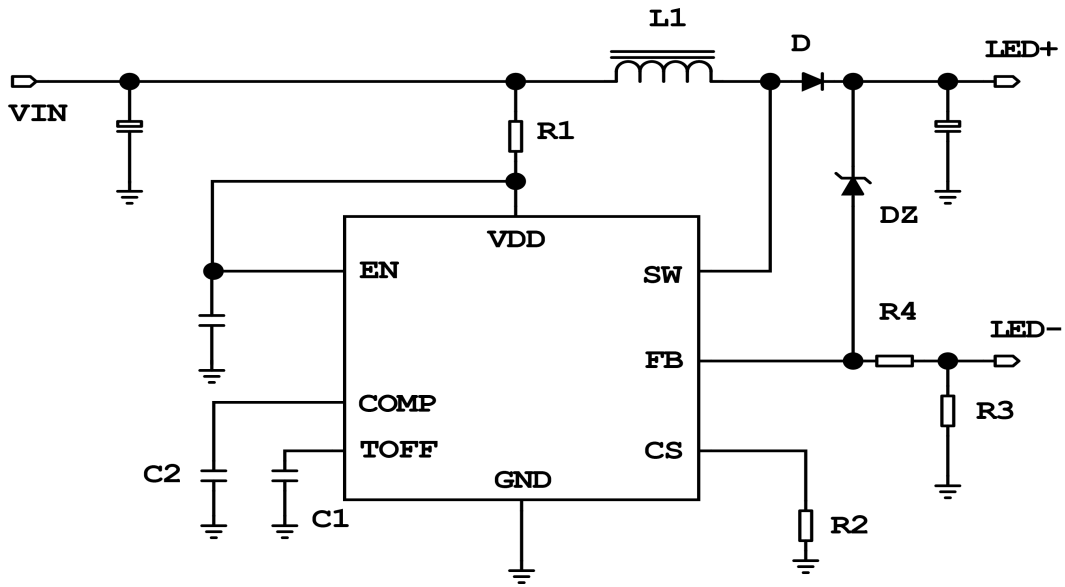 L1
D
LED+
VIN
R1
DZ
VDD
EN
SW
R4
LED-
FB
COMP
R3
TOFF
CS
C2
GND
C1
R2